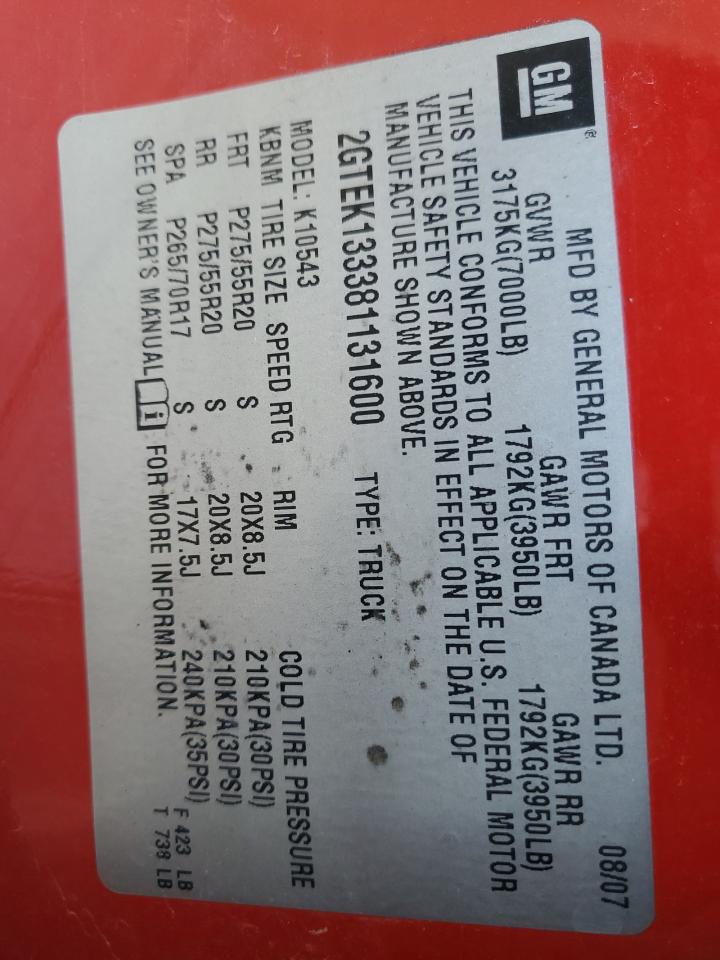 GM®
MFD BY GENERAL MOTORS OF CANADA LTD. 08/07
GVWR GAWR FRT GAWR RR
3175KG(7000LB) 1792KG(3950LB) 1792KG(3950LB)
THIS VEHICLE CONFORMS TO ALL APPLICABLE U.S. FEDERAL MOTOR
VEHICLE SAFETY STANDARDS IN EFFECT ON THE DATE OF
MANUFACTURE SHOWN ABOVE.
2GTEK133381131600 TYPE: TRUCK
MODEL: K10543
KBNM TIRE SIZE SPEED RTG RIM COLD TIRE PRESSURE
FRT P275/55R20 S 20X8.5J 210KPA(30PSI)
RR P275/55R20 S 20X8.5J 210KPA(30PSI)
SPA P265/70R17 S 17X7.5J 240KPA(35PSI) F 423 LB
SEE OWNER'S MANUAL i FOR MORE INFORMATION. T 738 LB